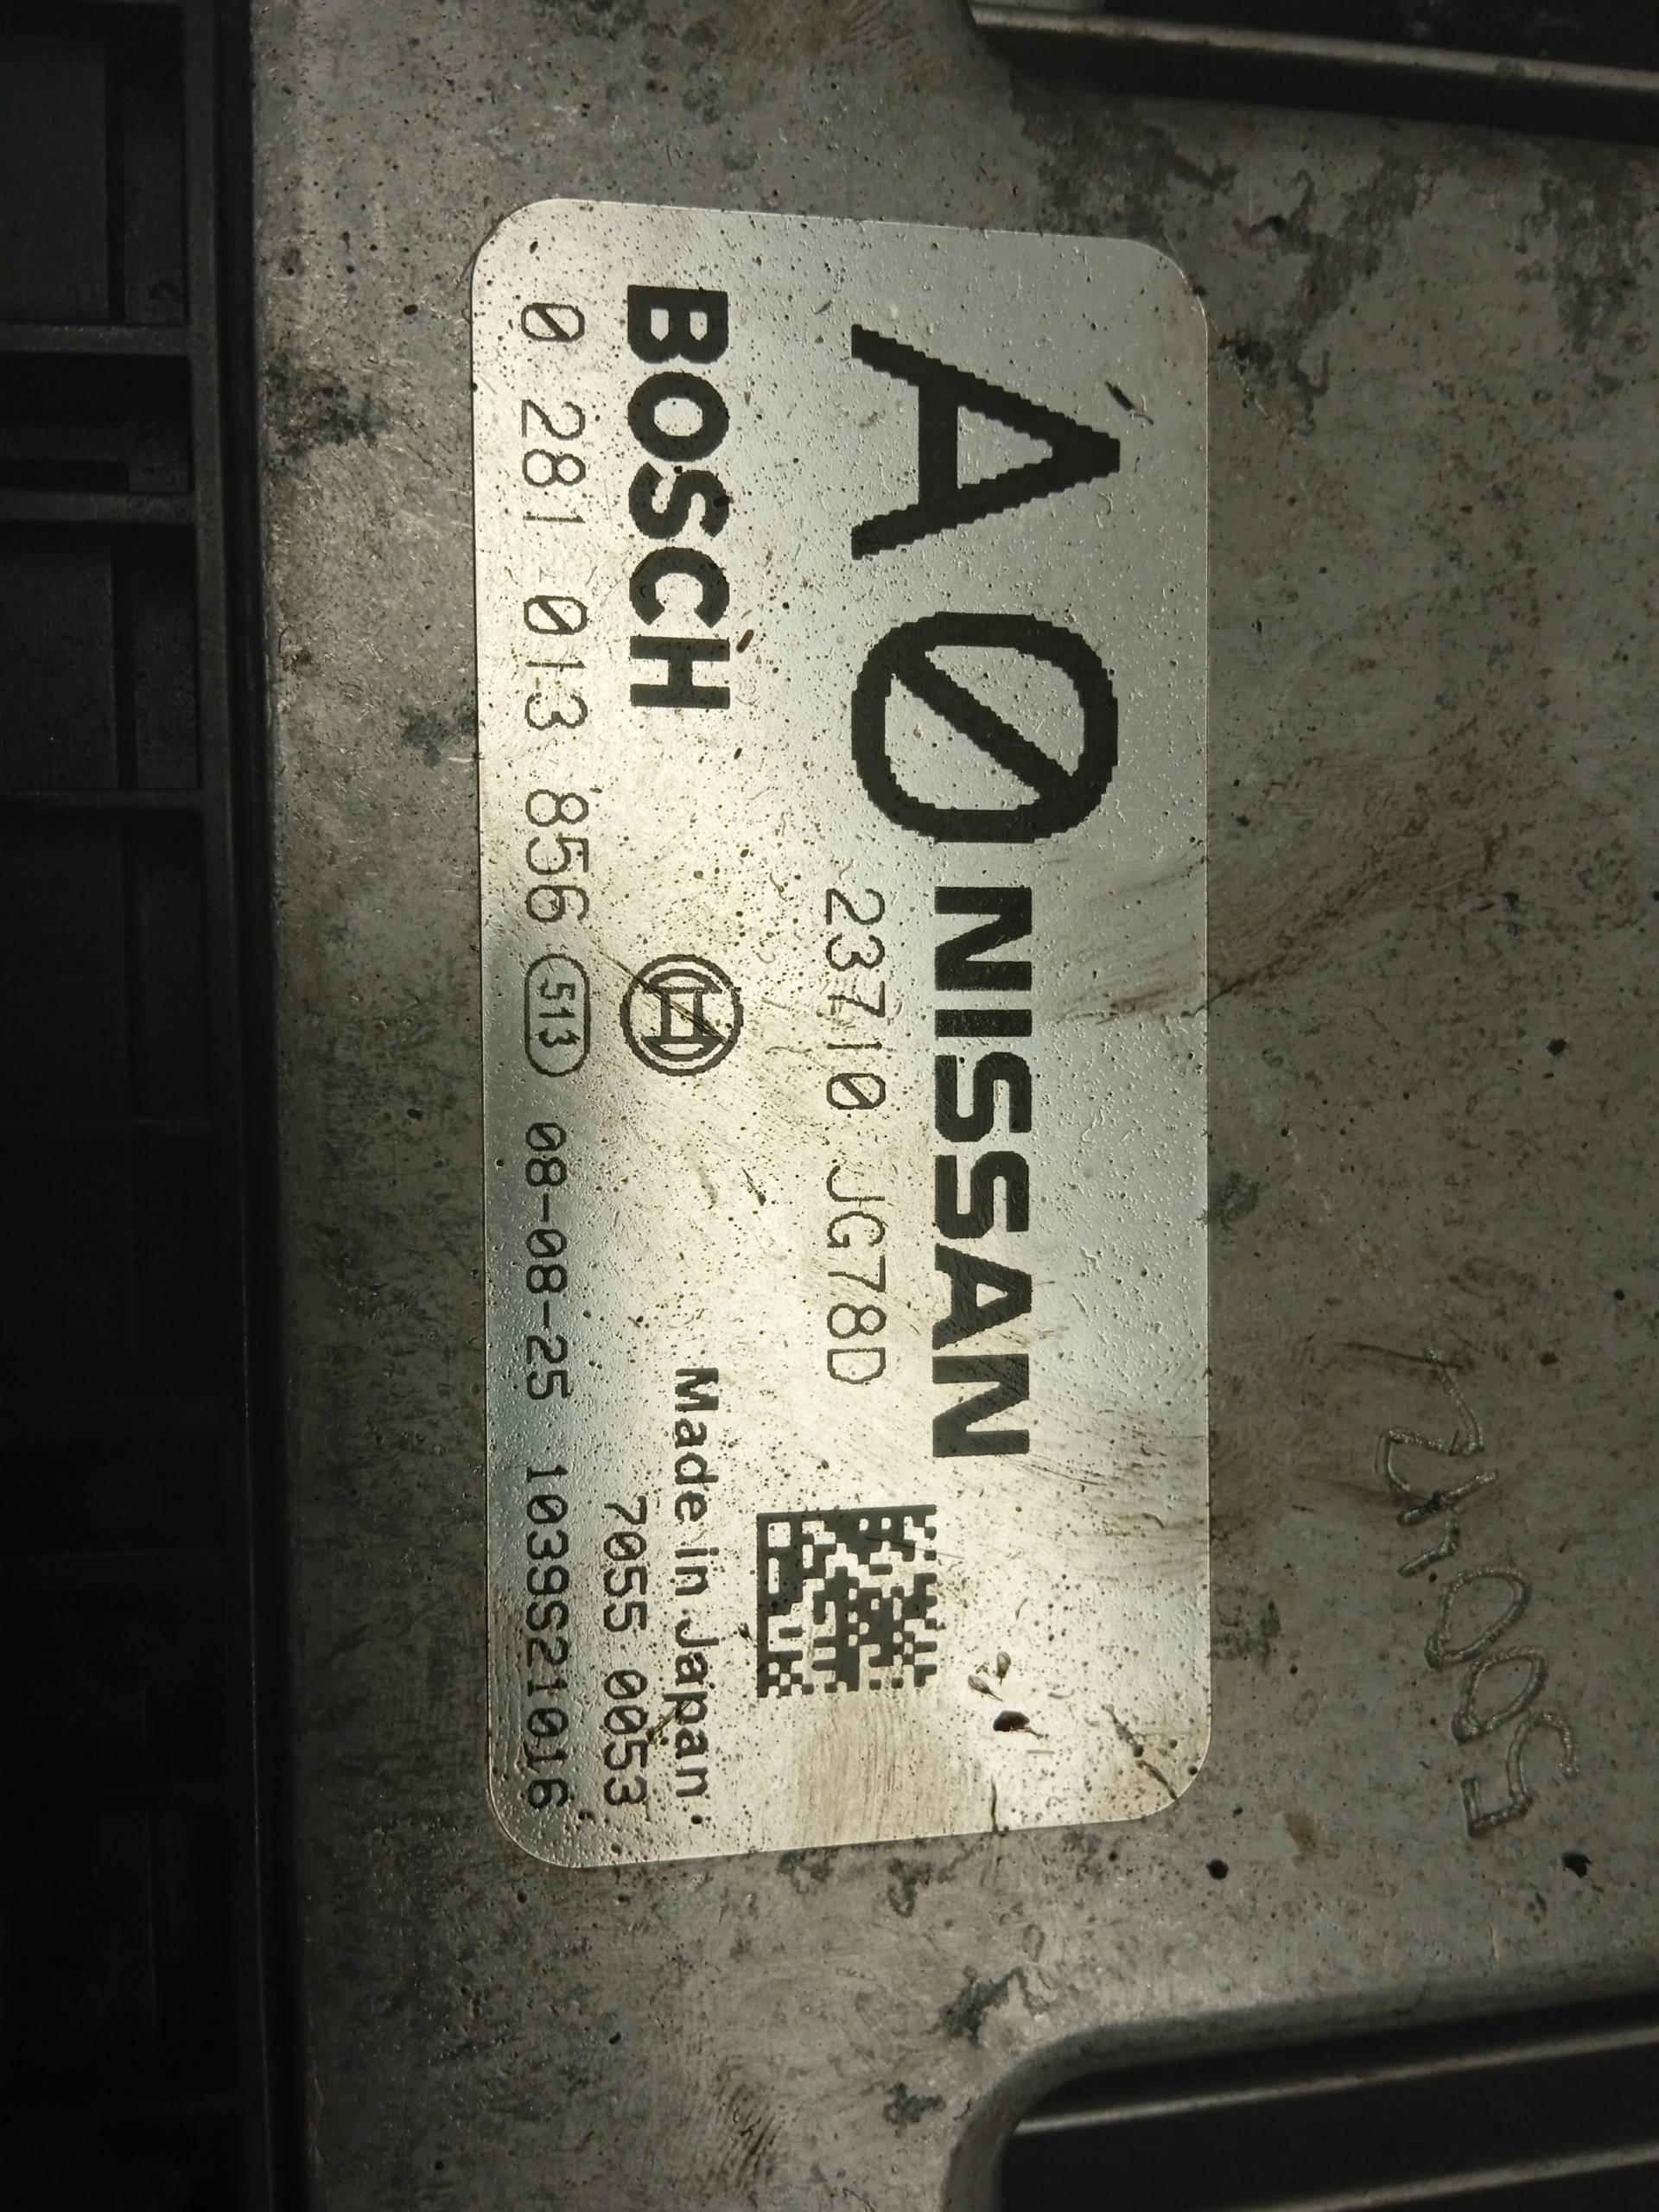 A0 NISSAN
23710 JG78D
BOSCH Made in Japan
7055 0053
0 281 013 856 513 08-08-25 1039S21016